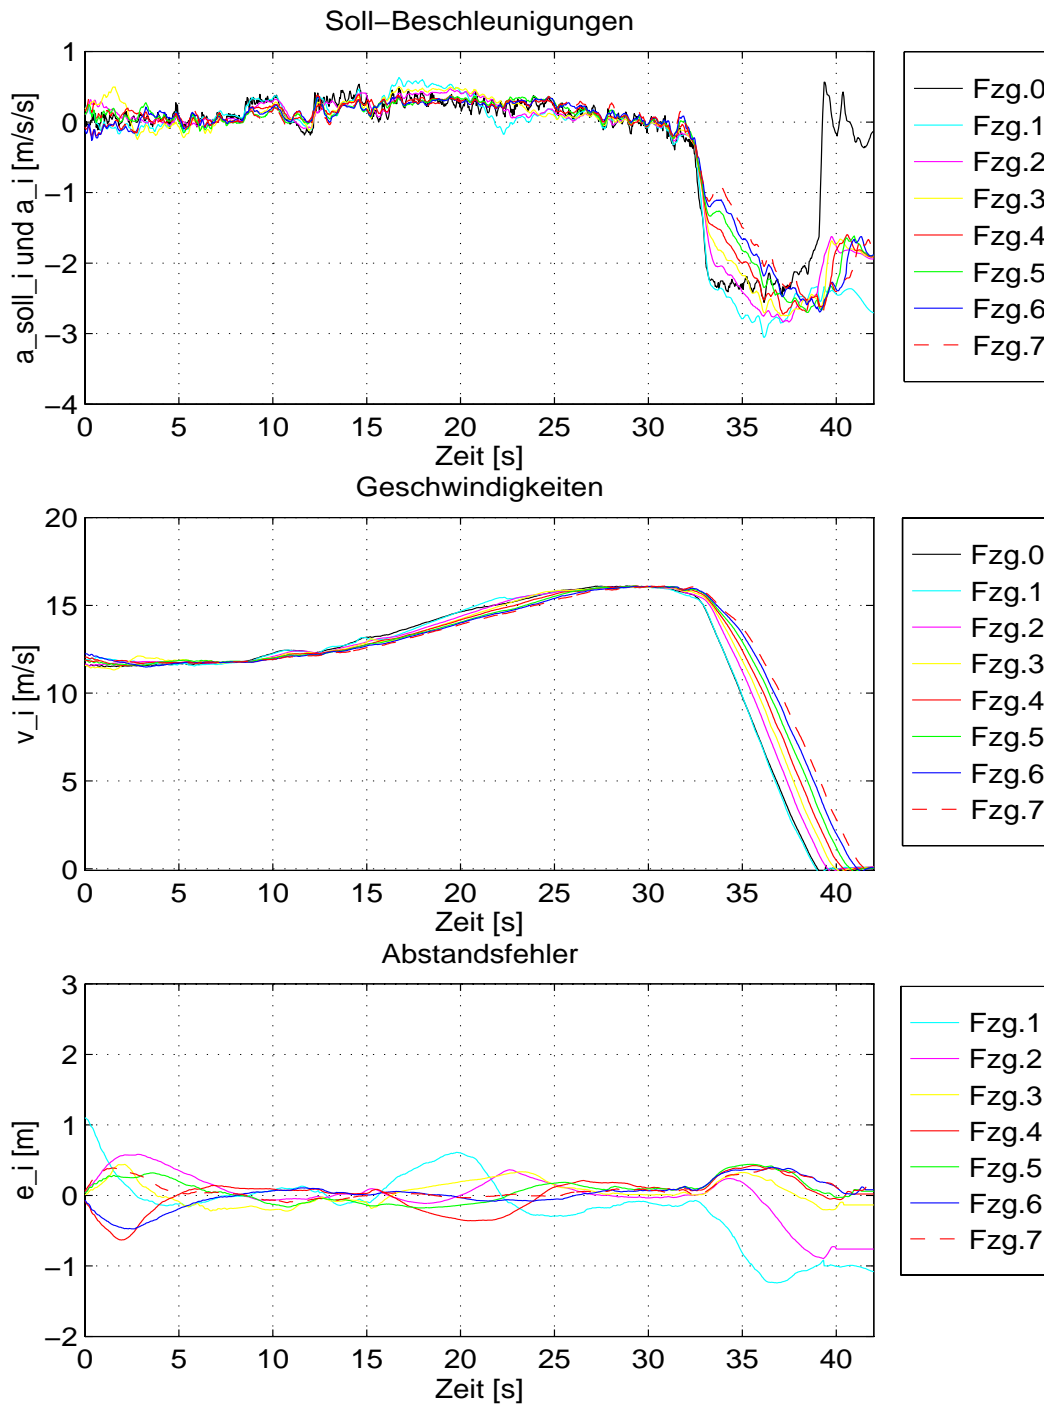 Soll−Beschleunigungen
a_soll_i und a_i [m/s/s]
1
0
−1
−2
−3
−4
0 5 10 15 20 25 30 35 40
Zeit [s]
Fzg.0
Fzg.1
Fzg.2
Fzg.3
Fzg.4
Fzg.5
Fzg.6
Fzg.7
Geschwindigkeiten
v_i [m/s]
20
15
10
5
0
0 5 10 15 20 25 30 35 40
Zeit [s]
Fzg.0
Fzg.1
Fzg.2
Fzg.3
Fzg.4
Fzg.5
Fzg.6
Fzg.7
Abstandsfehler
e_i [m]
3
2
1
0
−1
−2
0 5 10 15 20 25 30 35 40
Zeit [s]
Fzg.1
Fzg.2
Fzg.3
Fzg.4
Fzg.5
Fzg.6
Fzg.7